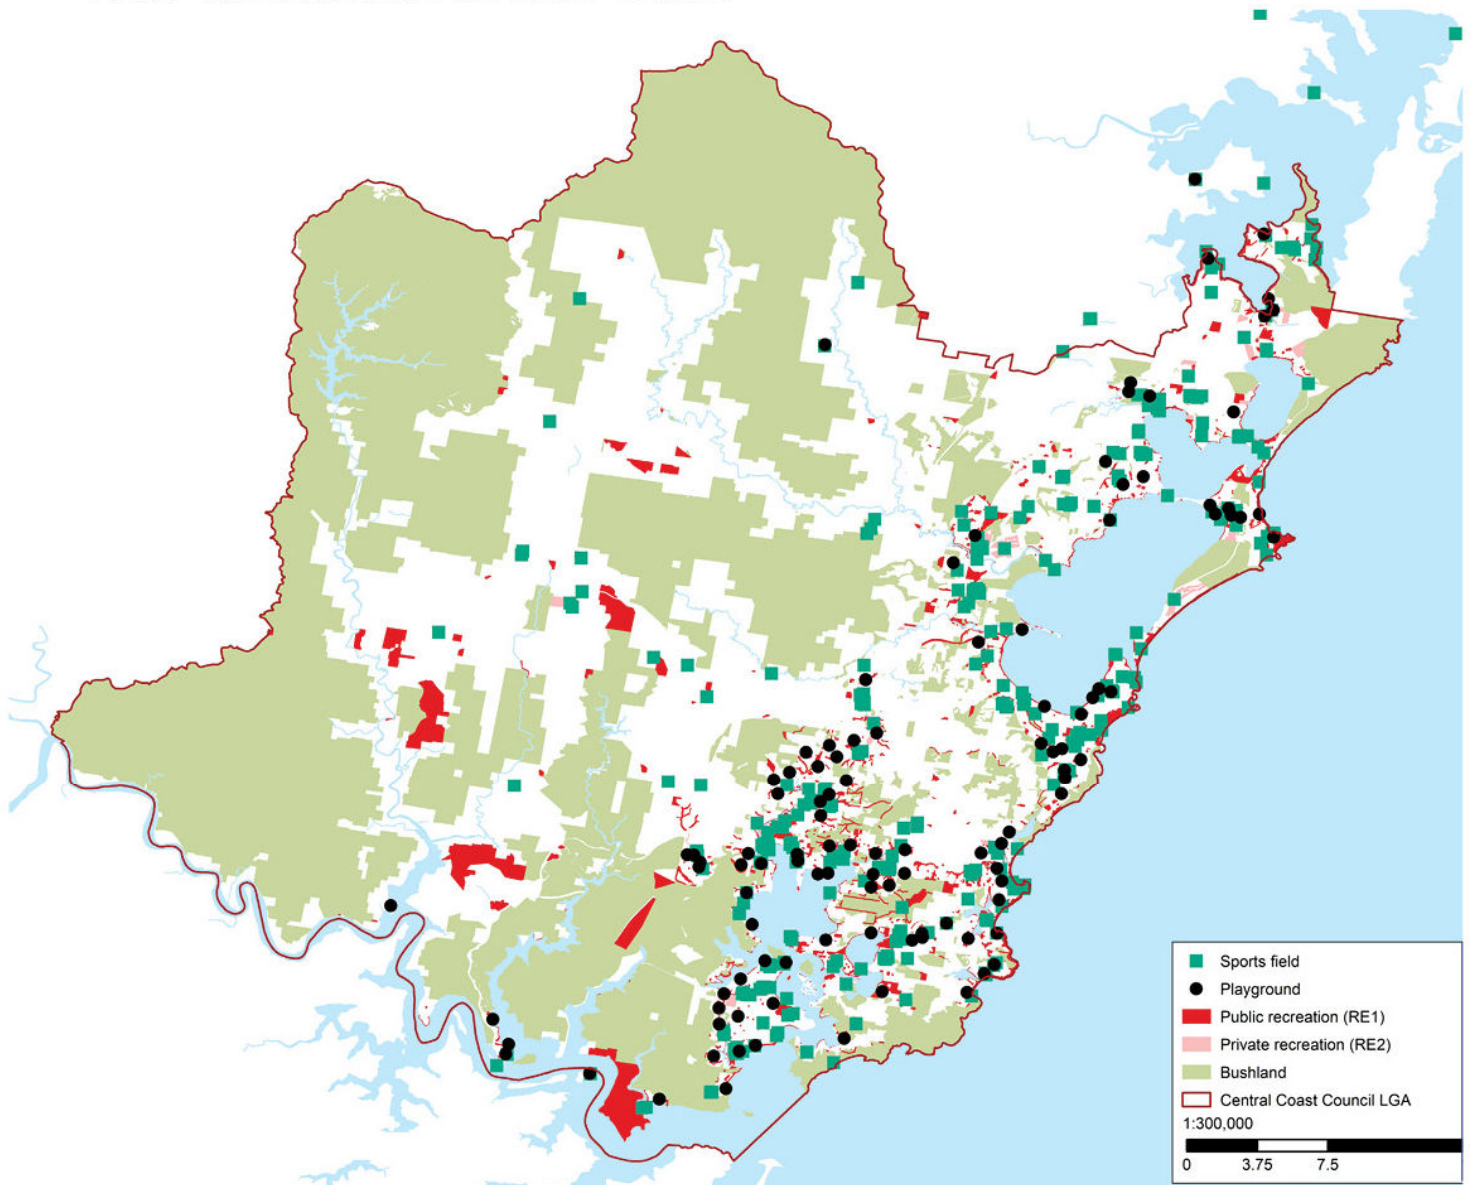 Sports field
Playground
Public recreation (RE1)
Private recreation (RE2)
Bushland
Central Coast Council LGA
1:300,000
0 3.75 7.5